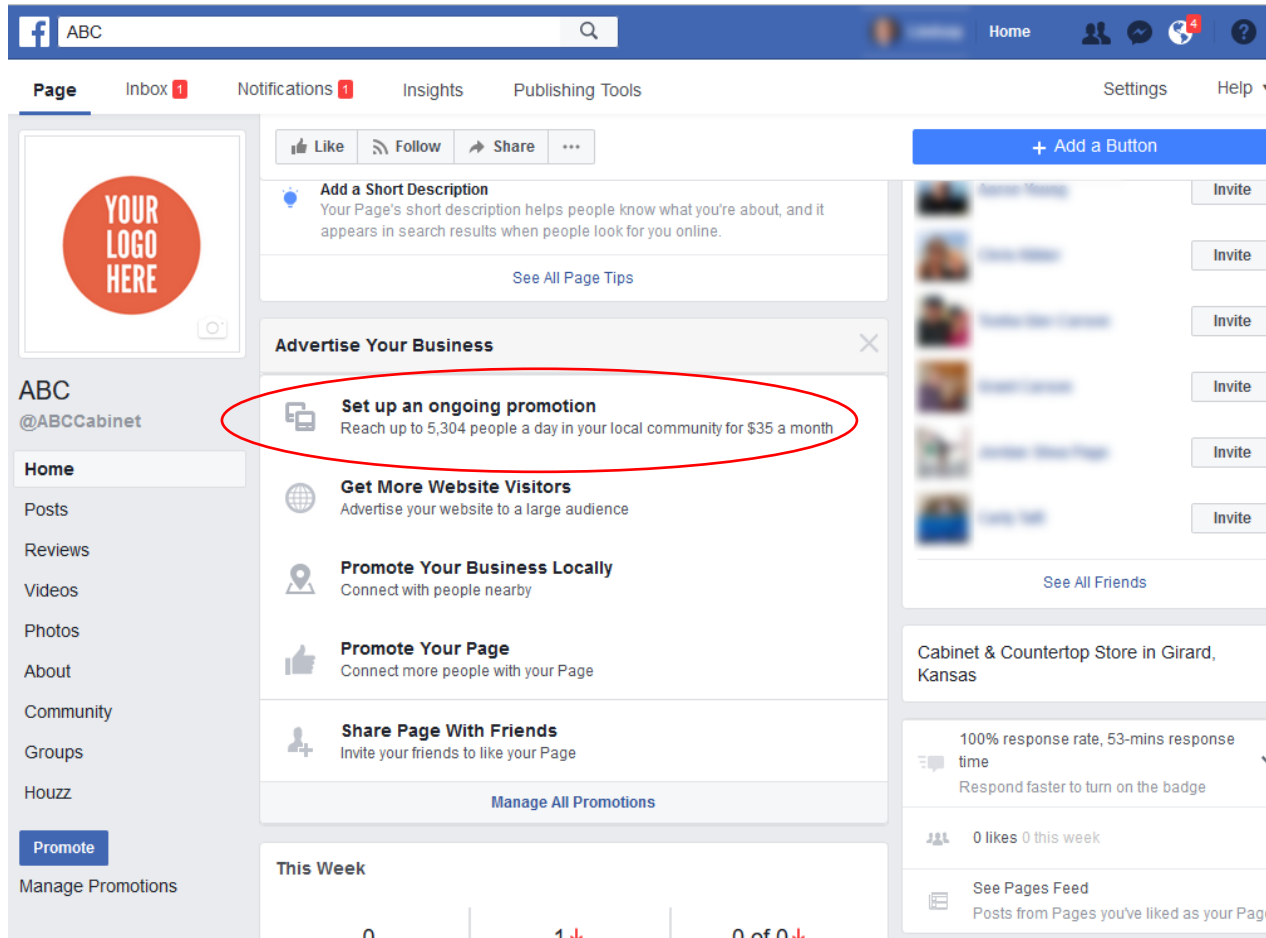 ABC
Home
4
?
Page
Inbox 1
Notifications 1
Insights
Publishing Tools
Settings
Help
YOUR
LOGO
HERE
ABC
@ABCCabinet
Home
Posts
Reviews
Videos
Photos
About
Community
Groups
Houzz
Promote
Manage Promotions
Like
Follow
Share
...
+ Add a Button
Add a Short Description
Your Page's short description helps people know what you're about, and it
appears in search results when people look for you online.
See All Page Tips
Advertise Your Business
Set up an ongoing promotion
Reach up to 5,304 people a day in your local community for $35 a month
Get More Website Visitors
Advertise your website to a large audience
Promote Your Business Locally
Connect with people nearby
Promote Your Page
Connect more people with your Page
Share Page With Friends
Invite your friends to like your Page
Manage All Promotions
This Week
0
1
0 of 0
Invite
Invite
Invite
Invite
Invite
Invite
See All Friends
Cabinet & Countertop Store in Girard,
Kansas
100% response rate, 53-mins response
time
Respond faster to turn on the badge
0 likes 0 this week
See Pages Feed
Posts from Pages you've liked as your Page